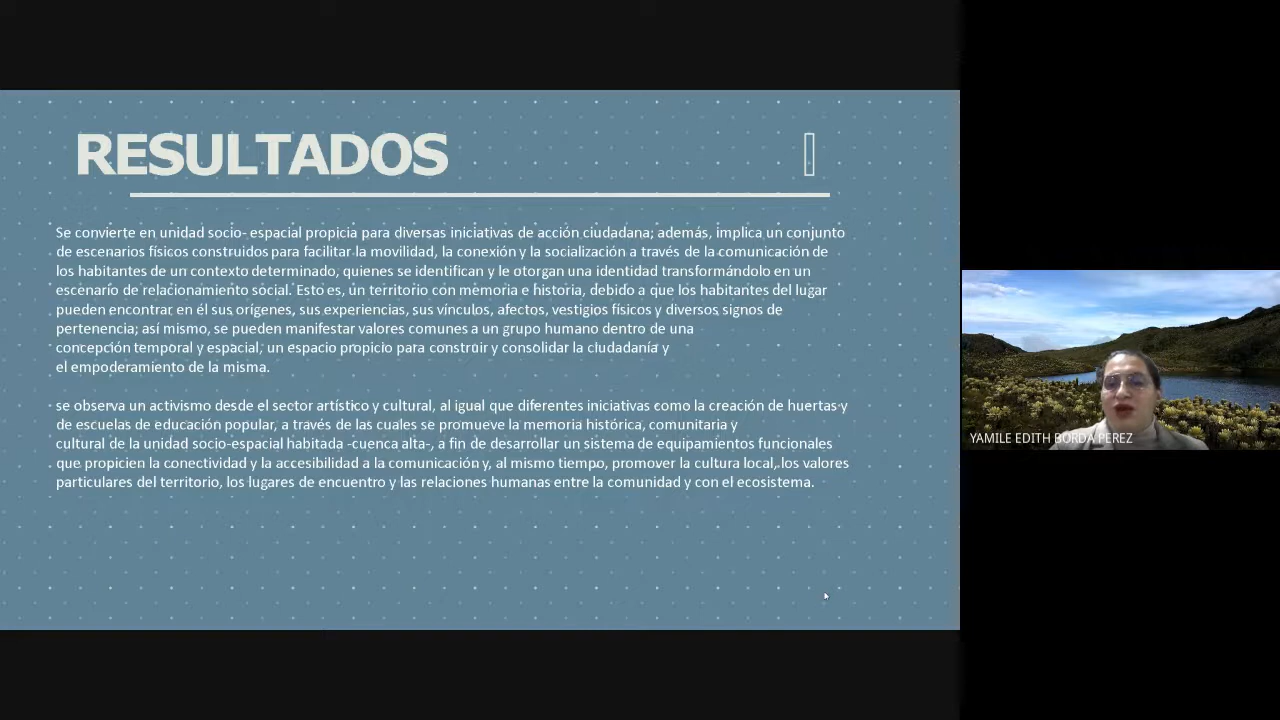 RESULTADOS
Se convierte en unidad socio- espacial propicia para diversas iniciativas de acción ciudadana; además, implica un conjunto
de escenarios físicos construidos para facilitar la movilidad, la conexión y la socialización a través de la comunicación de
los habitantes de un contexto determinado, quienes se identifican y le otorgan una identidad transformándolo en un
escenario de relacionamiento social. Esto es, un territorio con memoria e historia, debido a que los habitantes del lugar
pueden encontrar en él sus orígenes, sus experiencias, sus vínculos, afectos, vestigios físicos y diversos signos de
pertenencia; así mismo, se pueden manifestar valores comunes a un grupo humano dentro de una
concepción temporal y espacial, un espacio propicio para construir y consolidar la ciudadanía y
el empoderamiento de la misma.
se observa un activismo desde el sector artístico y cultural, al igual que diferentes iniciativas como la creación de huertas y
de escuelas de educación popular, a través de las cuales se promueve la memoria histórica, comunitaria y
cultural de la unidad socio-espacial habitada -cuenca alta-, a fin de desarrollar un sistema de equipamientos funcionales
que propicien la conectividad y la accesibilidad a la comunicación y, al mismo tiempo, promover la cultura local, los valores
particulares del territorio, los lugares de encuentro y las relaciones humanas entre la comunidad y con el ecosistema.
YAMILE EDITH BORDA PEREZ